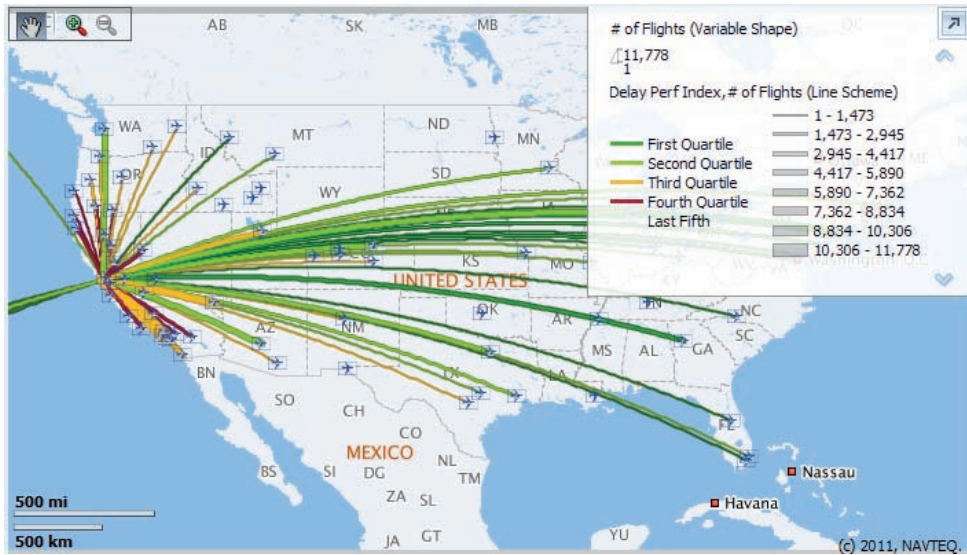 AB
SK
MB
# of Flights (Variable Shape)
11,778
1
Delay Perf Index, # of Flights (Line Scheme)
First Quartile
Second Quartile
Third Quartile
Fourth Quartile
Last Fifth
1 - 1,473
1,473 - 2,945
2,945 - 4,417
4,417 - 5,890
5,890 - 7,362
7,362 - 8,834
8,834 - 10,306
10,306 - 11,778
WA
MT
ND
MN
ID
OR
SD
WY
IA
KS
MO
KY
UNITED STATES
Washington D.C.
OK
AR
NC
TN
SC
AZ
NM
MS
AL
GA
TX
LA
BN
SO
CH
FL
CO
MEXICO
NL
BS
SI
DG
TM
Nassau
ZA
SL
Havana
500 mi
500 km
JA
GT
YU
(c) 2011, NAVTEQ.